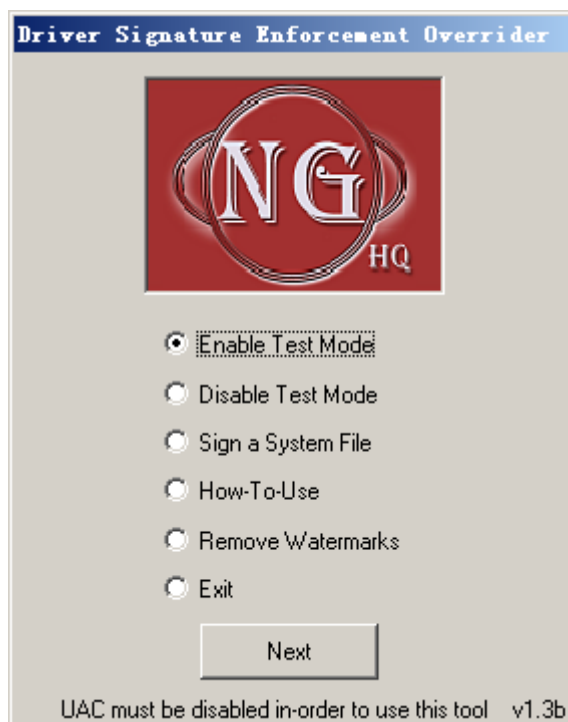 Driver Signature Enforcement Overrider
NG
HQ
Enable Test Mode
Disable Test Mode
Sign a System File
How-To-Use
Remove Watermarks
Exit
Next
UAC must be disabled in-order to use this tool v1.3b